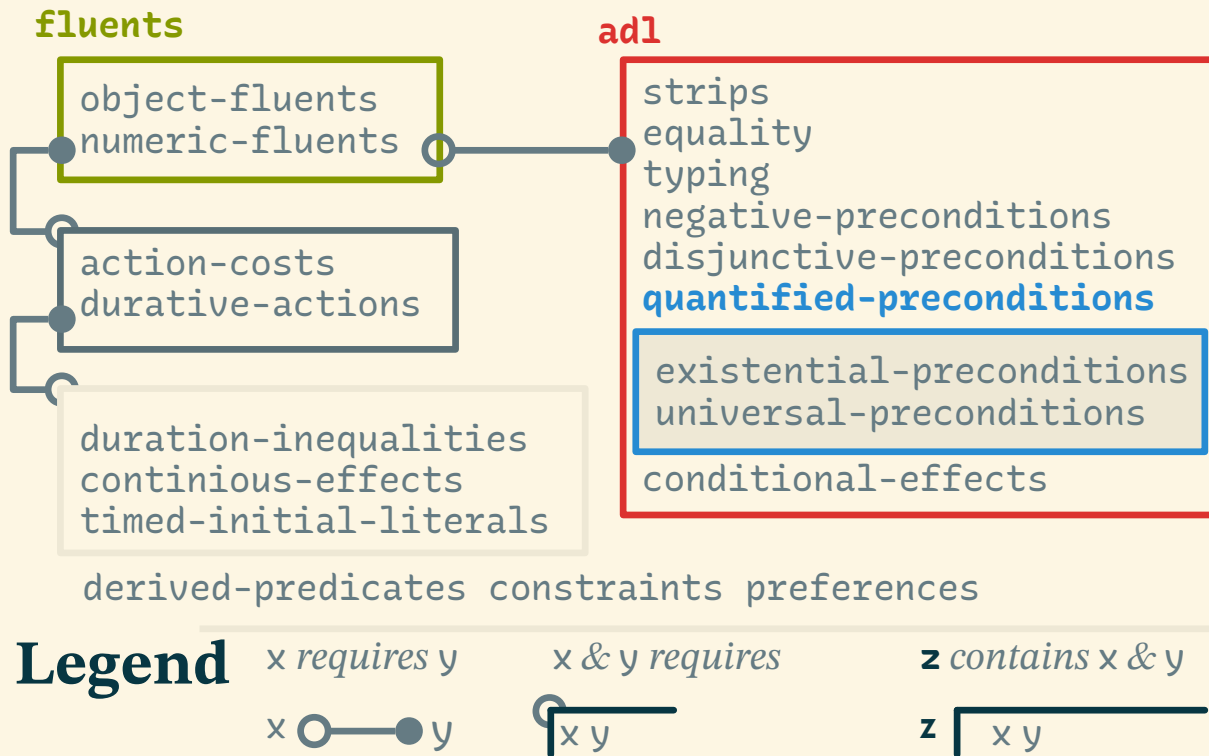 fluents
object-fluents
numeric-fluents
action-costs
durative-actions
duration-inequalities
continious-effects
timed-initial-literals
adl
strips
equality
typing
negative-preconditions
disjunctive-preconditions
quantified-preconditions
existential-preconditions
universal-preconditions
conditional-effects
derived-predicates constraints preferences
Legend
x requires y
x & y requires
z contains x & y
x y
x y
z x y